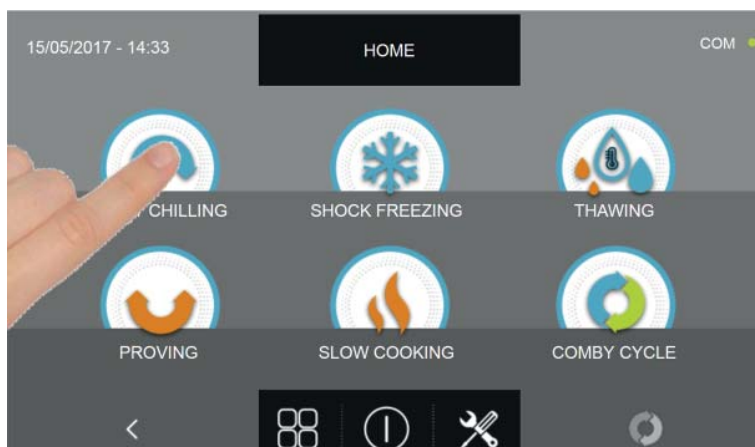 15/05/2017 - 14:33
HOME
COM
CHILLING
SHOCK FREEZING
THAWING
PROVING
SLOW COOKING
COMBY CYCLE